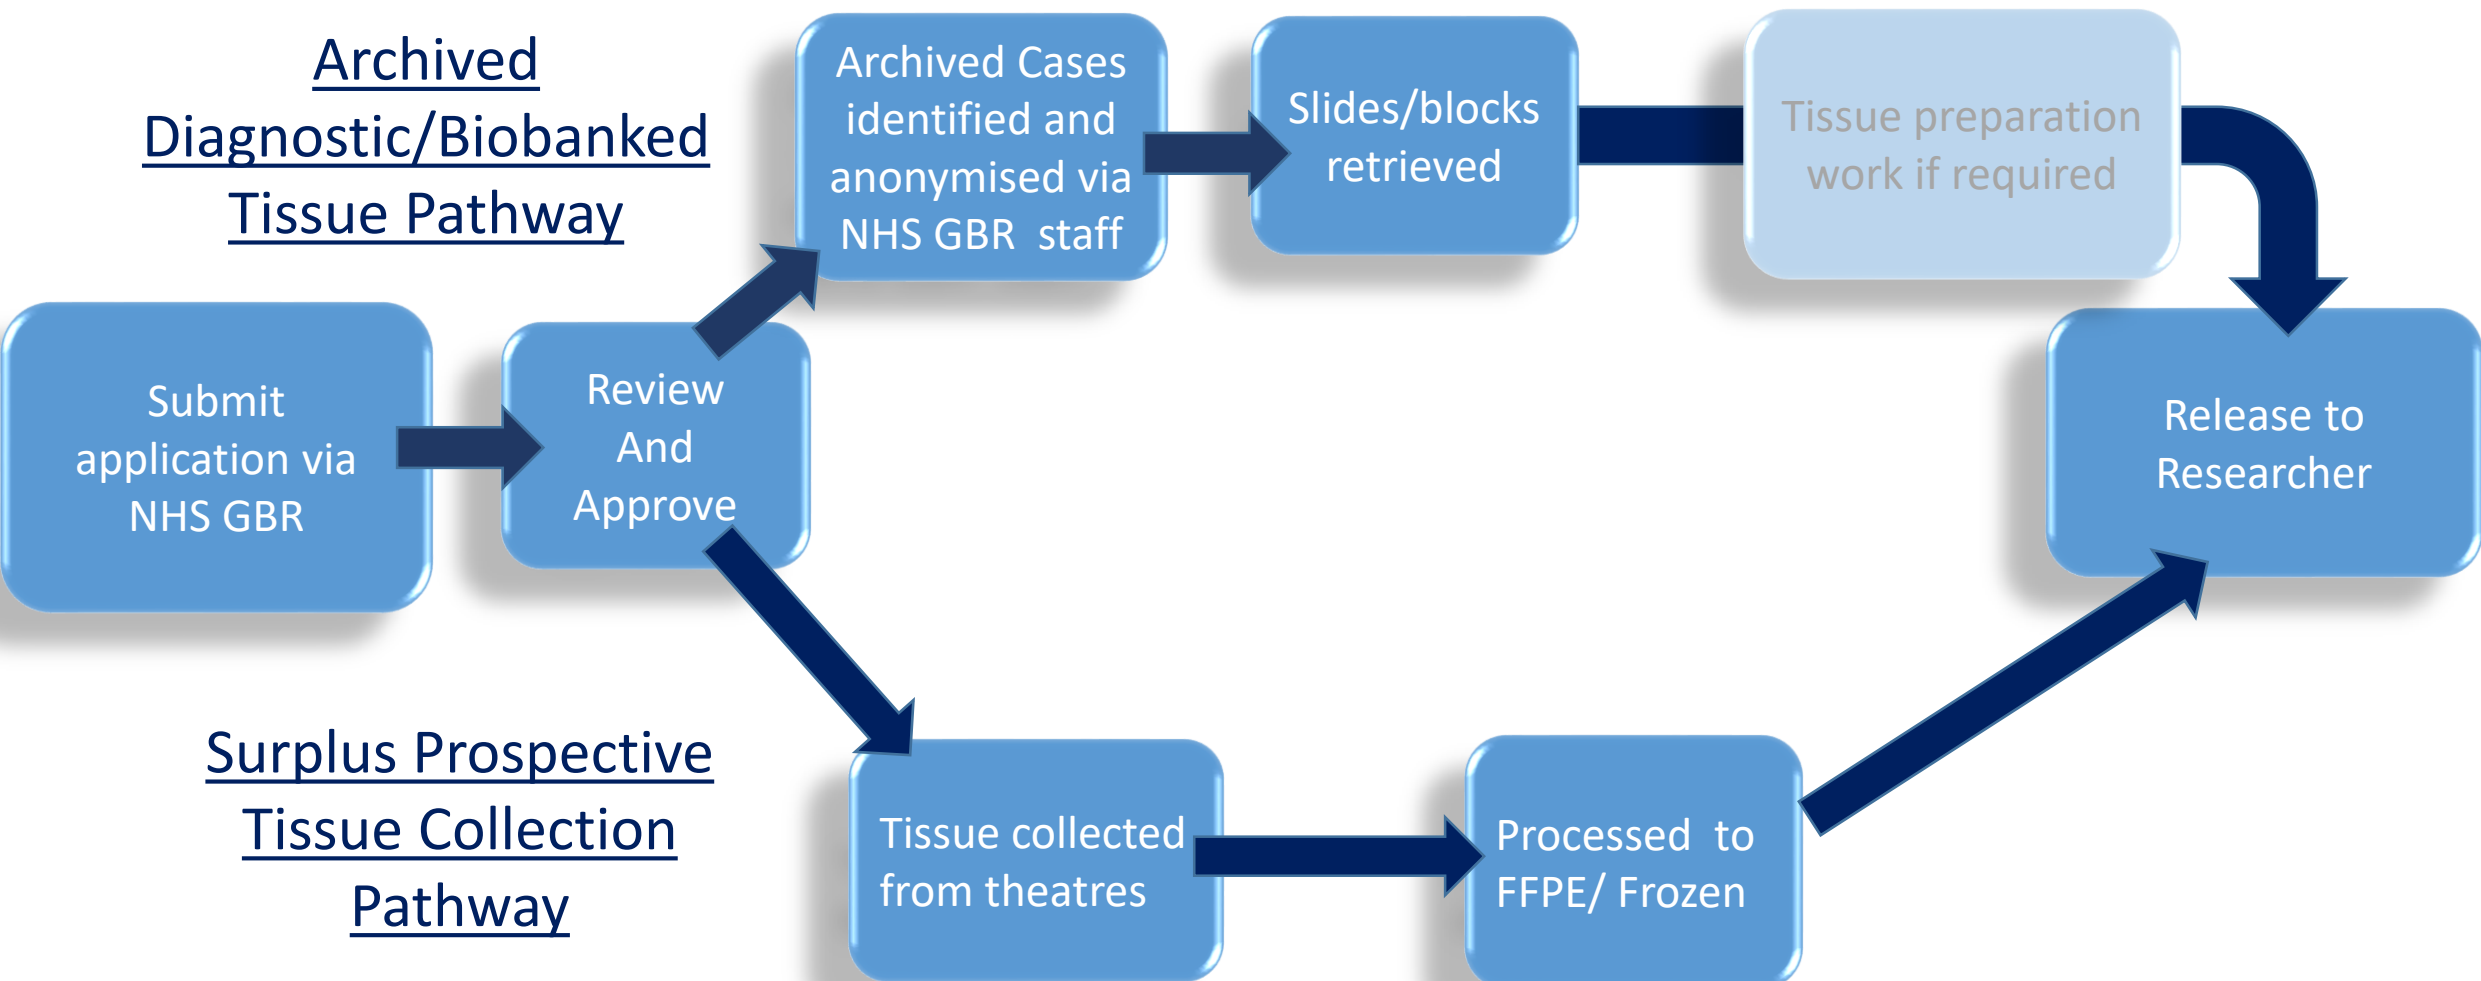 Archived
Diagnostic/Biobanked
Tissue Pathway
Archived Cases
identified and
anonymised via
NHS GBR  staff
Slides/blocks
retrieved
Tissue preparation
work if required
Submit
application via
NHS GBR
Review
And
Approve
Release to
Researcher
Surplus Prospective
Tissue Collection
Pathway
Tissue collected
from theatres
Processed  to
FFPE/ Frozen